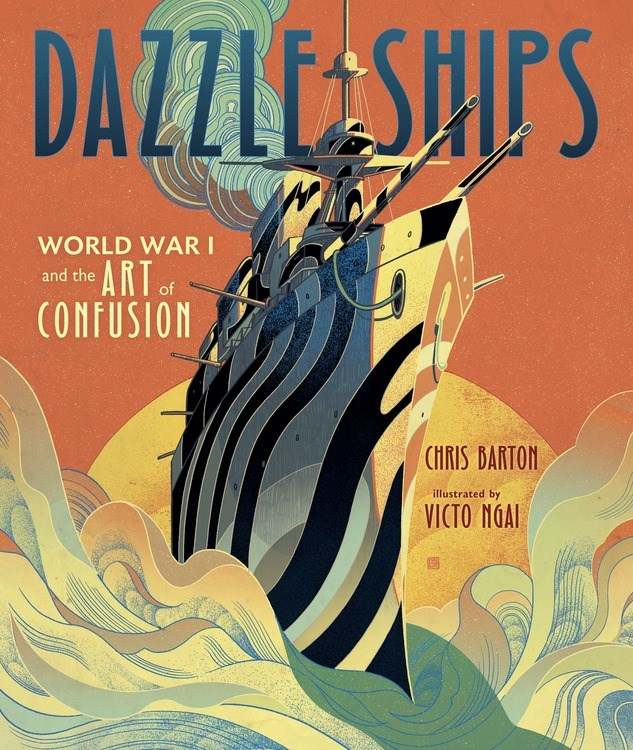 DAZZLE SHIPS
WORLD WAR I
and the ART of
CONFUSION
CHRIS BARTON
illustrated by
VICTO NGAI